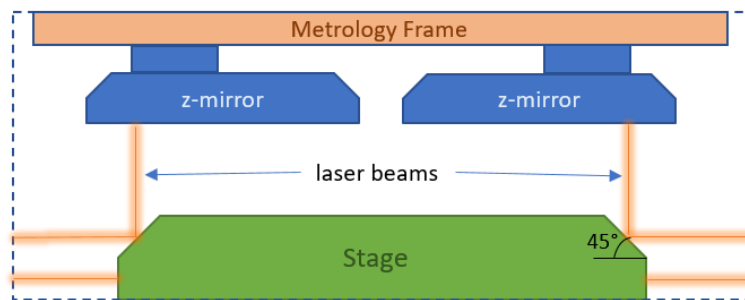 Metrology Frame
z-mirror
z-mirror
laser beams
45°
Stage